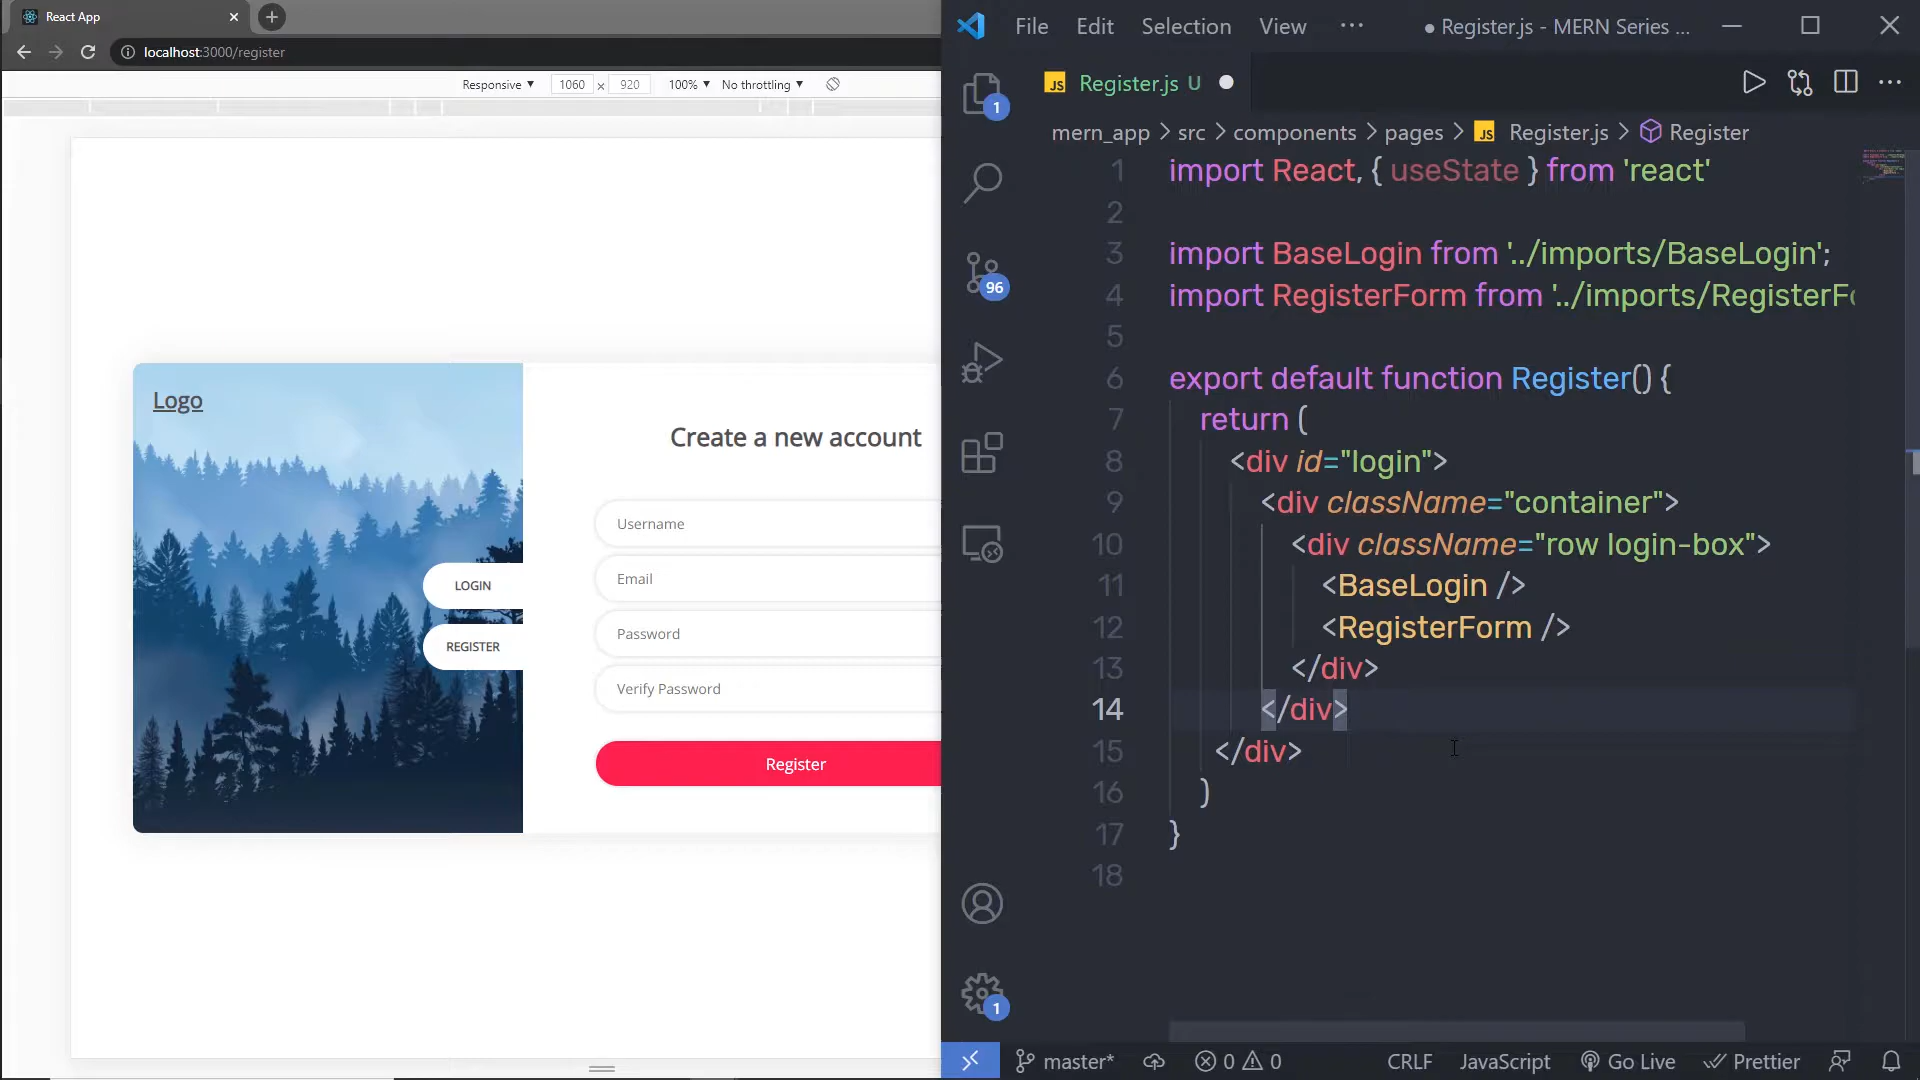 React App
localhost:3000/register
Responsive ▼ 1060 x 920 100% ▼ No throttling ▼
Logo
LOGIN
REGISTER
Create a new account
Username
Email
Password
Verify Password
Register
File Edit Selection View ··· ● Register.js - MERN Series ...
JS Register.js U ●
mern_app > src > components > pages > JS Register.js > Register
1
96
1
1 import React, { useState } from 'react'
2
3 import BaseLogin from '../imports/BaseLogin';
4 import RegisterForm from '../imports/RegisterFo
5
6 export default function Register() {
7 return (
8 <div id="login">
9 <div className="container">
10 <div className="row login-box">
11 <BaseLogin />
12 <RegisterForm />
13 </div>
14 </div>
15 </div>
16 )
17 }
18
master* 0 0 CRLF JavaScript Go Live Prettier